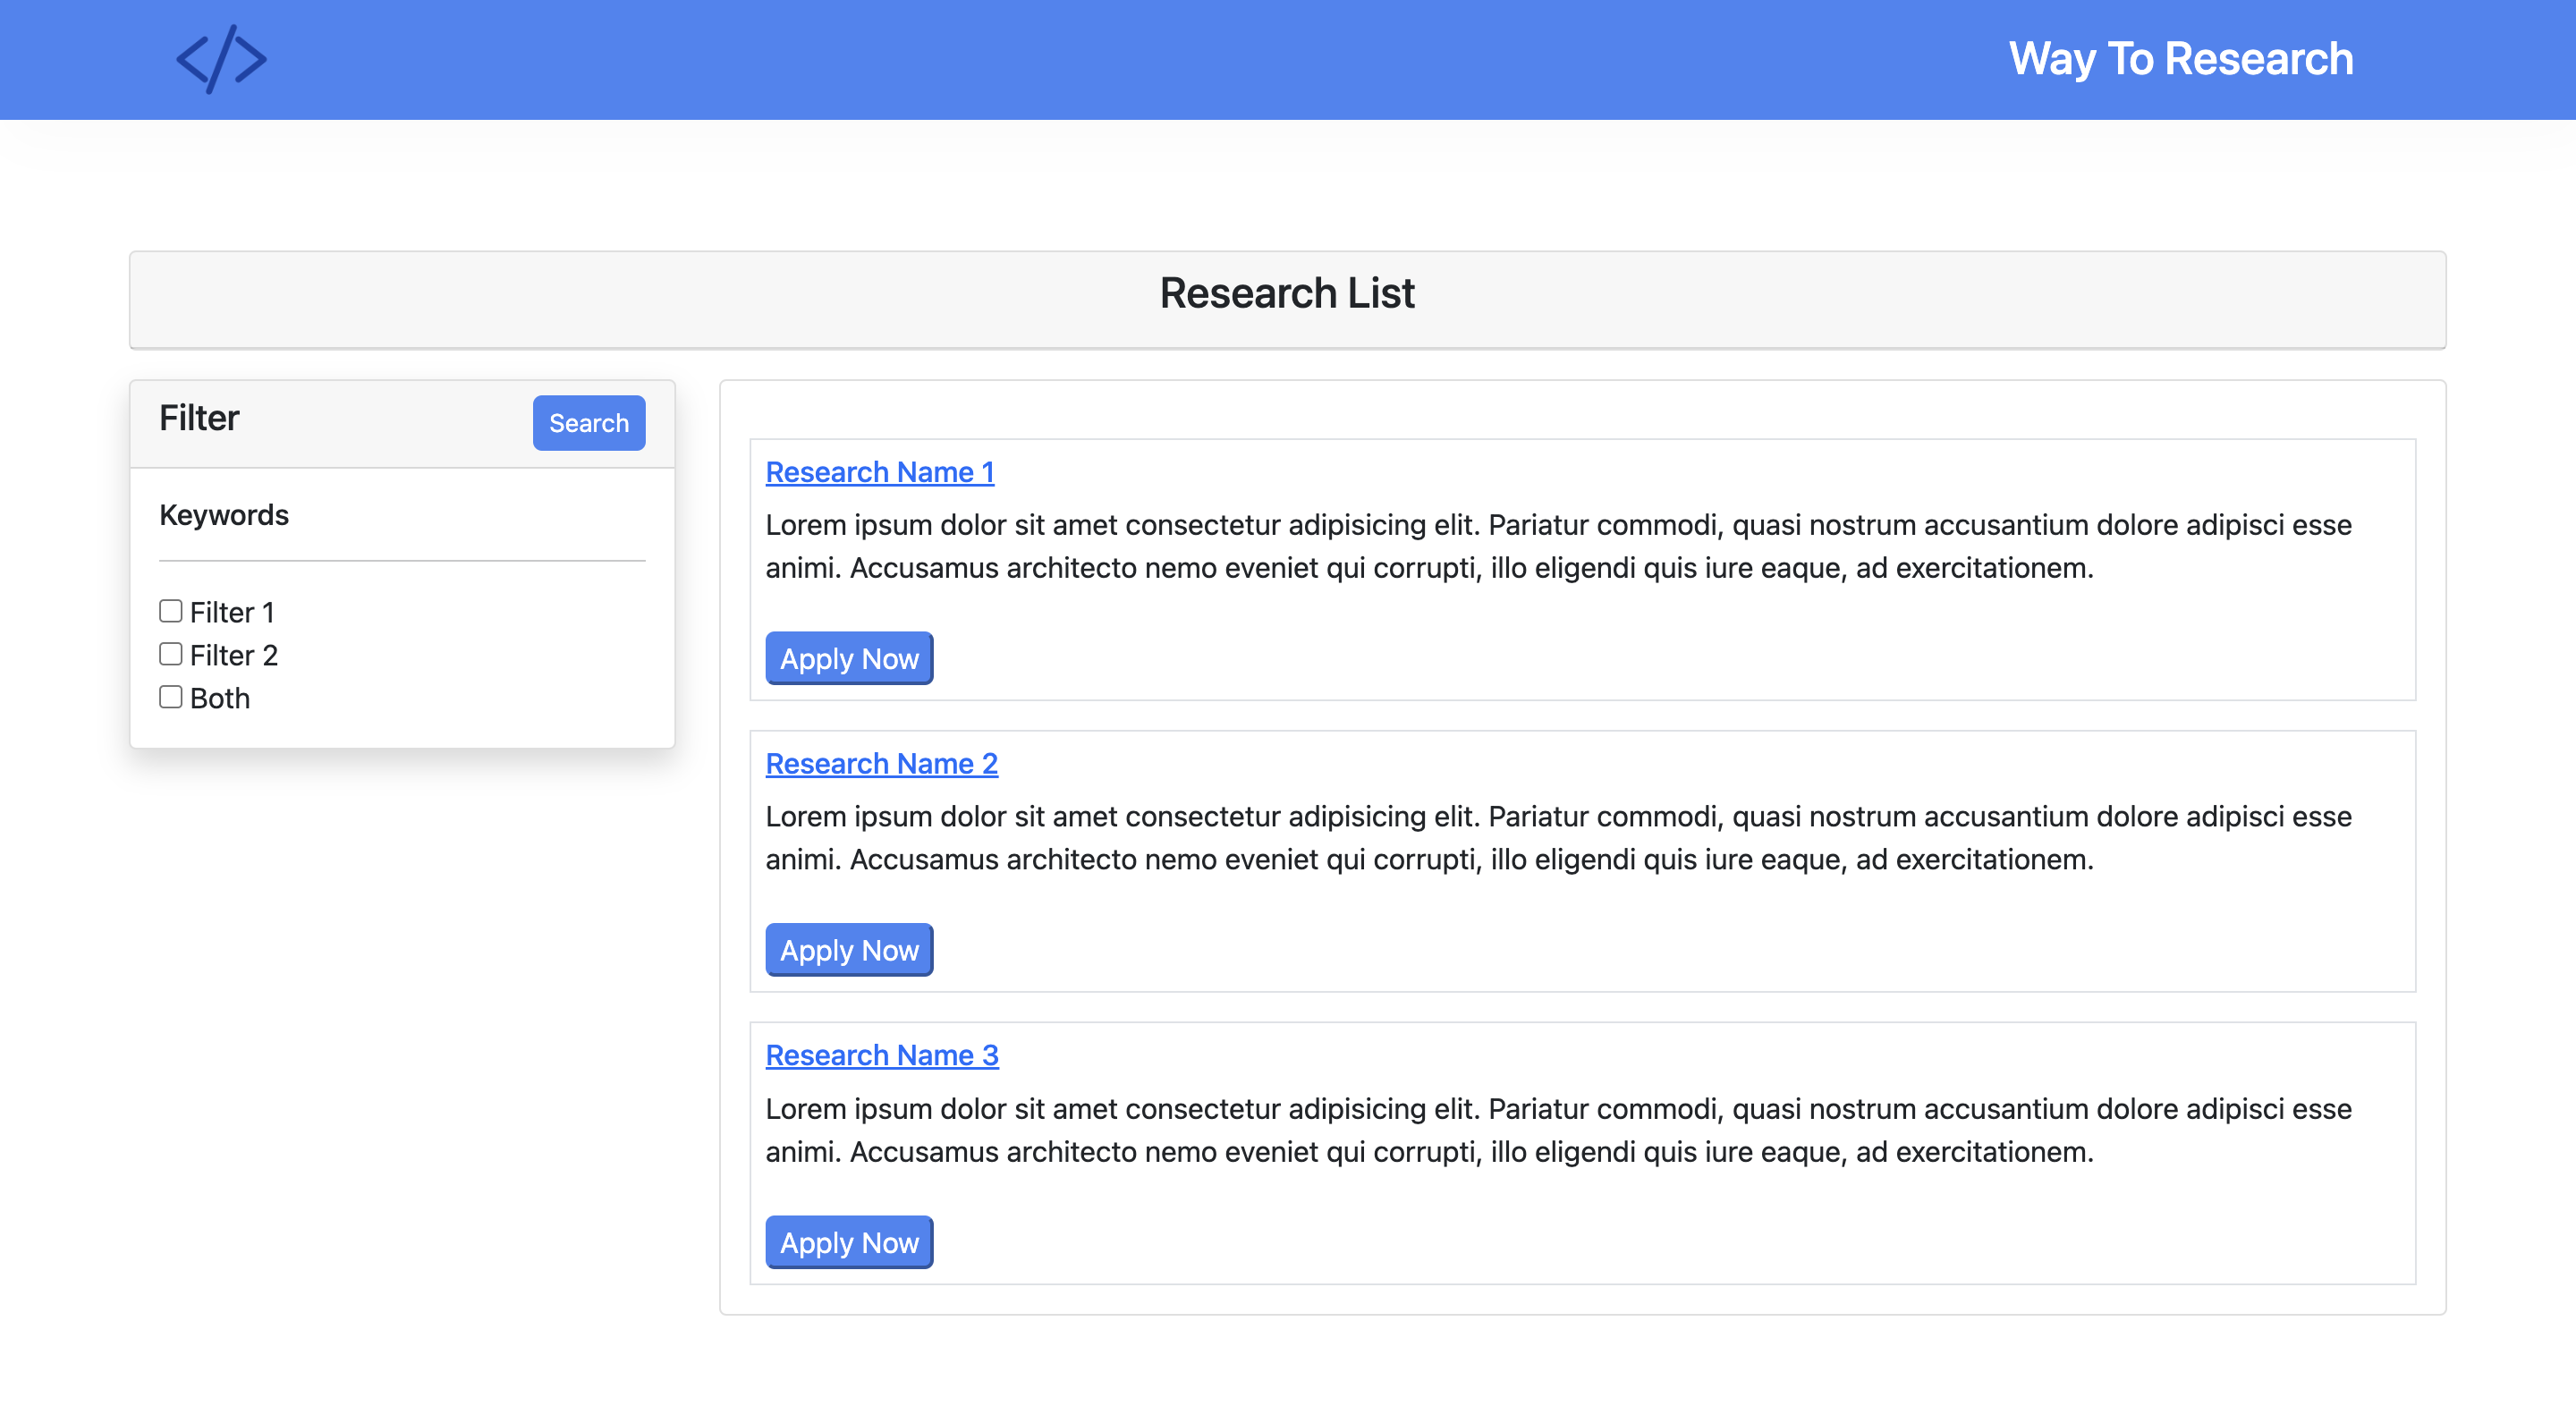 Way To Research
Research List
Filter
Search
Keywords
Filter 1
Filter 2
Both
Research Name 1
Lorem ipsum dolor sit amet consectetur adipisicing elit. Pariatur commodi, quasi nostrum accusantium dolore adipisci esse
animi. Accusamus architecto nemo eveniet qui corrupti, illo eligendi quis iure eaque, ad exercitationem.
Apply Now
Research Name 2
Lorem ipsum dolor sit amet consectetur adipisicing elit. Pariatur commodi, quasi nostrum accusantium dolore adipisci esse
animi. Accusamus architecto nemo eveniet qui corrupti, illo eligendi quis iure eaque, ad exercitationem.
Apply Now
Research Name 3
Lorem ipsum dolor sit amet consectetur adipisicing elit. Pariatur commodi, quasi nostrum accusantium dolore adipisci esse
animi. Accusamus architecto nemo eveniet qui corrupti, illo eligendi quis iure eaque, ad exercitationem.
Apply Now